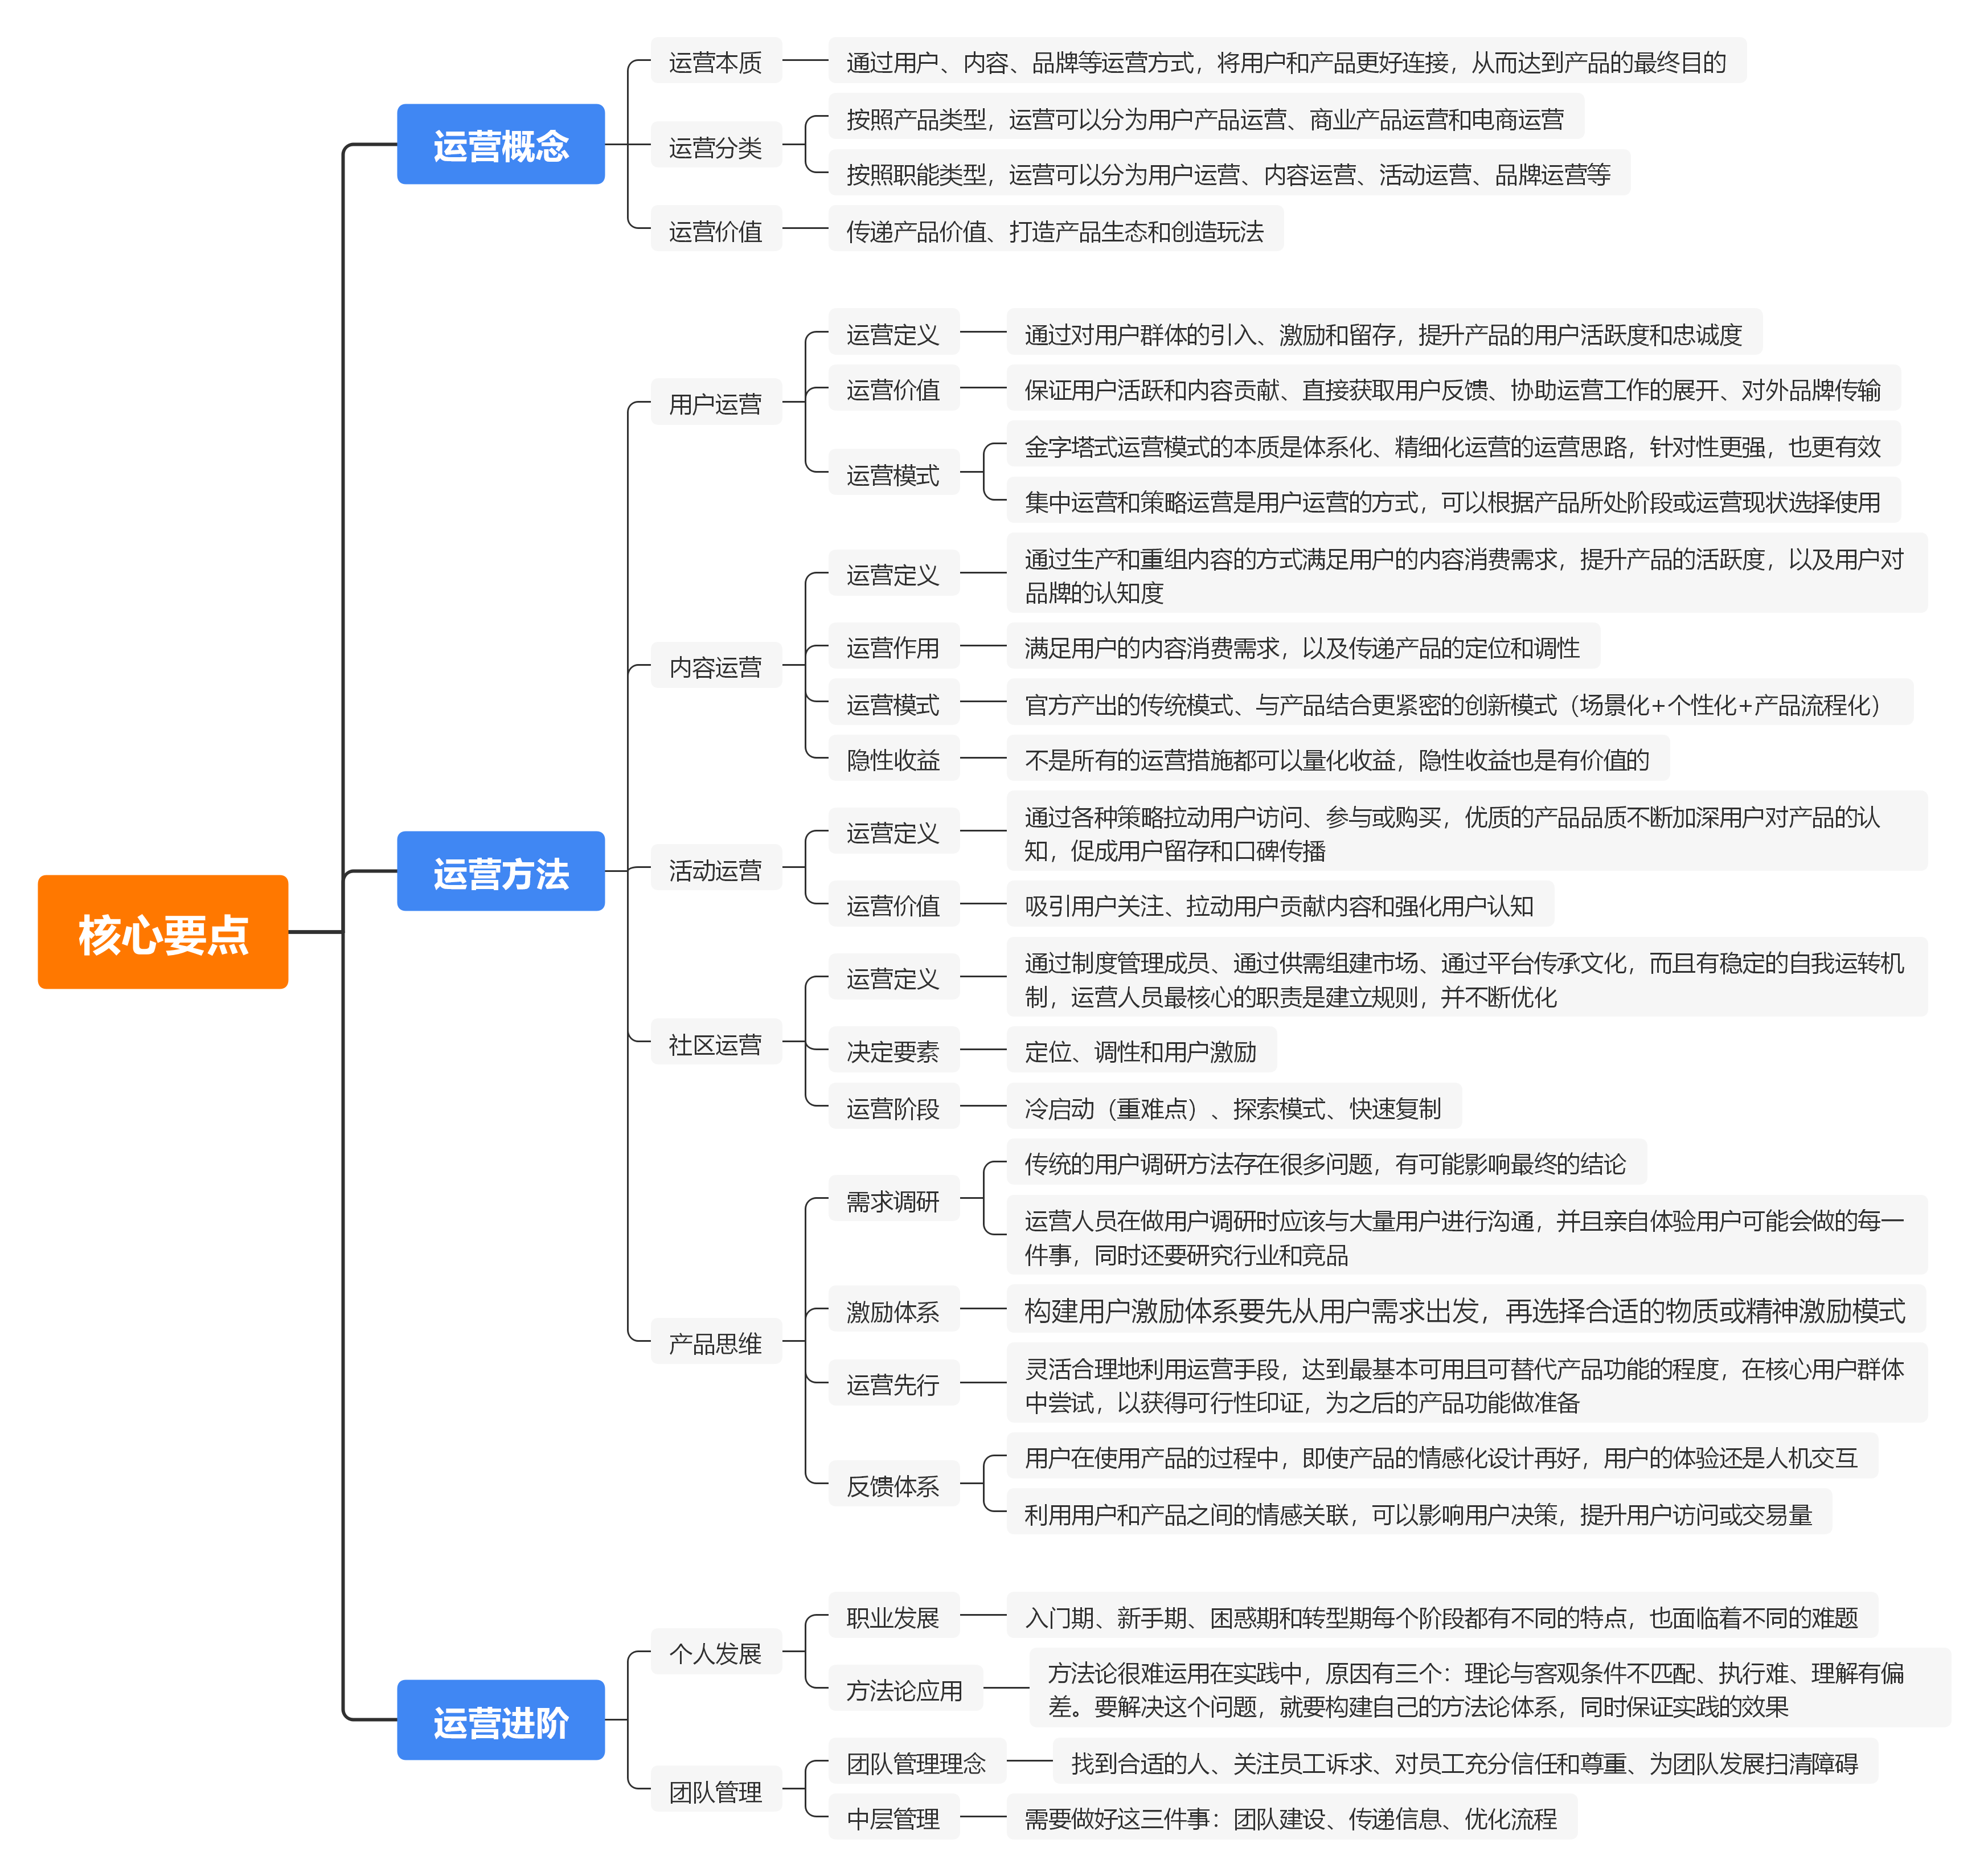 核心要点
运营概念
运营本质
通过用户、内容、品牌等运营方式，将用户和产品更好连接，从而达到产品的最终目的
运营分类
按照产品类型，运营可以分为用户产品运营、商业产品运营和电商运营
按照职能类型，运营可以分为用户运营、内容运营、活动运营、品牌运营等
运营价值
传递产品价值、打造产品生态和创造玩法
运营方法
用户运营
运营定义
通过对用户群体的引入、激励和留存，提升产品的用户活跃度和忠诚度
运营价值
保证用户活跃和内容贡献、直接获取用户反馈、协助运营工作的展开、对外品牌传输
运营模式
金字塔式运营模式的本质是体系化、精细化运营的运营思路，针对性更强，也更有效
集中运营和策略运营是用户运营的方式，可以根据产品所处阶段或运营现状选择使用
内容运营
运营定义
通过生产和重组内容的方式满足用户的内容消费需求，提升产品的活跃度，以及用户对
品牌的认知度
运营作用
满足用户的内容消费需求，以及传递产品的定位和调性
运营模式
官方产出的传统模式、与产品结合更紧密的创新模式（场景化+个性化+产品流程化）
隐性收益
不是所有的运营措施都可以量化收益，隐性收益也是有价值的
活动运营
运营定义
通过各种策略拉动用户访问、参与或购买，优质的产品品质不断加深用户对产品的认
知，促成用户留存和口碑传播
运营价值
吸引用户关注、拉动用户贡献内容和强化用户认知
社区运营
运营定义
通过制度管理成员、通过供需组建市场、通过平台传承文化，而且有稳定的自我运转机
制，运营人员最核心的职责是建立规则，并不断优化
决定要素
定位、调性和用户激励
运营阶段
冷启动（重难点）、探索模式、快速复制
产品思维
需求调研
传统的用户调研方法存在很多问题，有可能影响最终的结论
运营人员在做用户调研时应该与大量用户进行沟通，并且亲自体验用户可能会做的每一
件事，同时还要研究行业和竞品
激励体系
构建用户激励体系要先从用户需求出发，再选择合适的物质或精神激励模式
运营先行
灵活合理地利用运营手段，达到最基本可用且可替代产品功能的程度，在核心用户群体
中尝试，以获得可行性印证，为之后的产品功能做准备
反馈体系
用户在使用产品的过程中，即使产品的情感化设计再好，用户的体验还是人机交互
利用用户和产品之间的情感关联，可以影响用户决策，提升用户访问或交易量
运营进阶
个人发展
职业发展
入门期、新手期、困惑期和转型期每个阶段都有不同的特点，也面临着不同的难题
方法论应用
方法论很难运用在实践中，原因有三个：理论与客观条件不匹配、执行难、理解有偏
差。要解决这个问题，就要构建自己的方法论体系，同时保证实践的效果
团队管理
团队管理理念
找到合适的人、关注员工诉求、对员工充分信任和尊重、为团队发展扫清障碍
中层管理
需要做好这三件事：团队建设、传递信息、优化流程